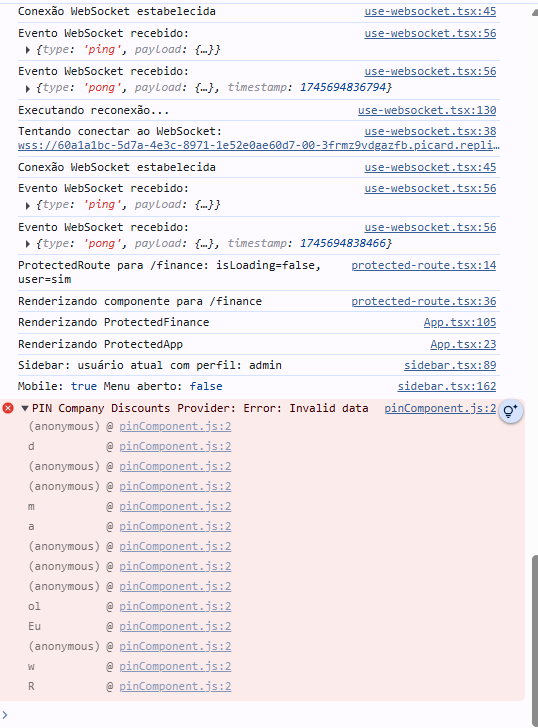 Conexão WebSocket estabelecida use-websocket.tsx:45
Evento WebSocket recebido: use-websocket.tsx:56
{type: 'ping', payload: {…}}
Evento WebSocket recebido: use-websocket.tsx:56
{type: 'pong', payload: {…}, timestamp: 1745694836794}
Executando reconexão... use-websocket.tsx:130
Tentando conectar ao WebSocket: use-websocket.tsx:38
wss://60a1a1bc-5d7a-4e3c-8971-1e52e0ae60d7-00-3frmz9vdgazfb.picard.repli…
Conexão WebSocket estabelecida use-websocket.tsx:45
Evento WebSocket recebido: use-websocket.tsx:56
{type: 'ping', payload: {…}}
Evento WebSocket recebido: use-websocket.tsx:56
{type: 'pong', payload: {…}, timestamp: 1745694838466}
ProtectedRoute para /finance: isLoading=false, protected-route.tsx:14
user=sim
Renderizando componente para /finance protected-route.tsx:36
Renderizando ProtectedFinance App.tsx:105
Renderizando ProtectedApp App.tsx:23
Sidebar: usuário atual com perfil: admin sidebar.tsx:89
Mobile: true Menu aberto: false sidebar.tsx:162
PIN Company Discounts Provider: Error: Invalid data pinComponent.js:2
(anonymous) @ pinComponent.js:2
d @ pinComponent.js:2
(anonymous) @ pinComponent.js:2
(anonymous) @ pinComponent.js:2
m @ pinComponent.js:2
a @ pinComponent.js:2
(anonymous) @ pinComponent.js:2
(anonymous) @ pinComponent.js:2
(anonymous) @ pinComponent.js:2
ol @ pinComponent.js:2
Eu @ pinComponent.js:2
(anonymous) @ pinComponent.js:2
w @ pinComponent.js:2
R @ pinComponent.js:2